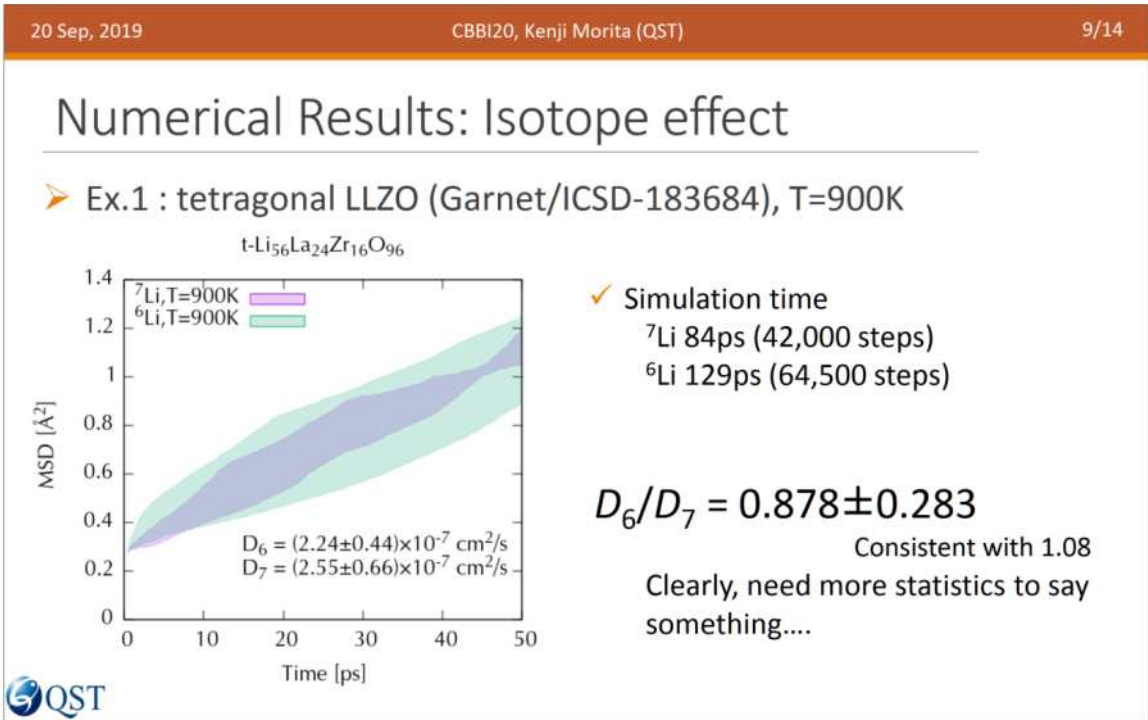 20 Sep, 2019
CBBI20, Kenji Morita (QST)
9/14
Numerical Results: Isotope effect
➢ Ex.1 : tetragonal LLZO (Garnet/ICSD-183684), T=900K
t-Li₅₆La₂₄Zr₁₆O₉₆
⁷Li,T=900K
⁶Li,T=900K
1.4
1.2
1
0.8
0.6
0.4
0.2
0
MSD [Å²]
D₆ = (2.24±0.44)×10⁻⁷ cm²/s
D₇ = (2.55±0.66)×10⁻⁷ cm²/s
0 10 20 30 40 50
Time [ps]
✓ Simulation time
⁷Li 84ps (42,000 steps)
⁶Li 129ps (64,500 steps)
D₆/D₇ = 0.878±0.283
Consistent with 1.08
Clearly, need more statistics to say
something....
QST